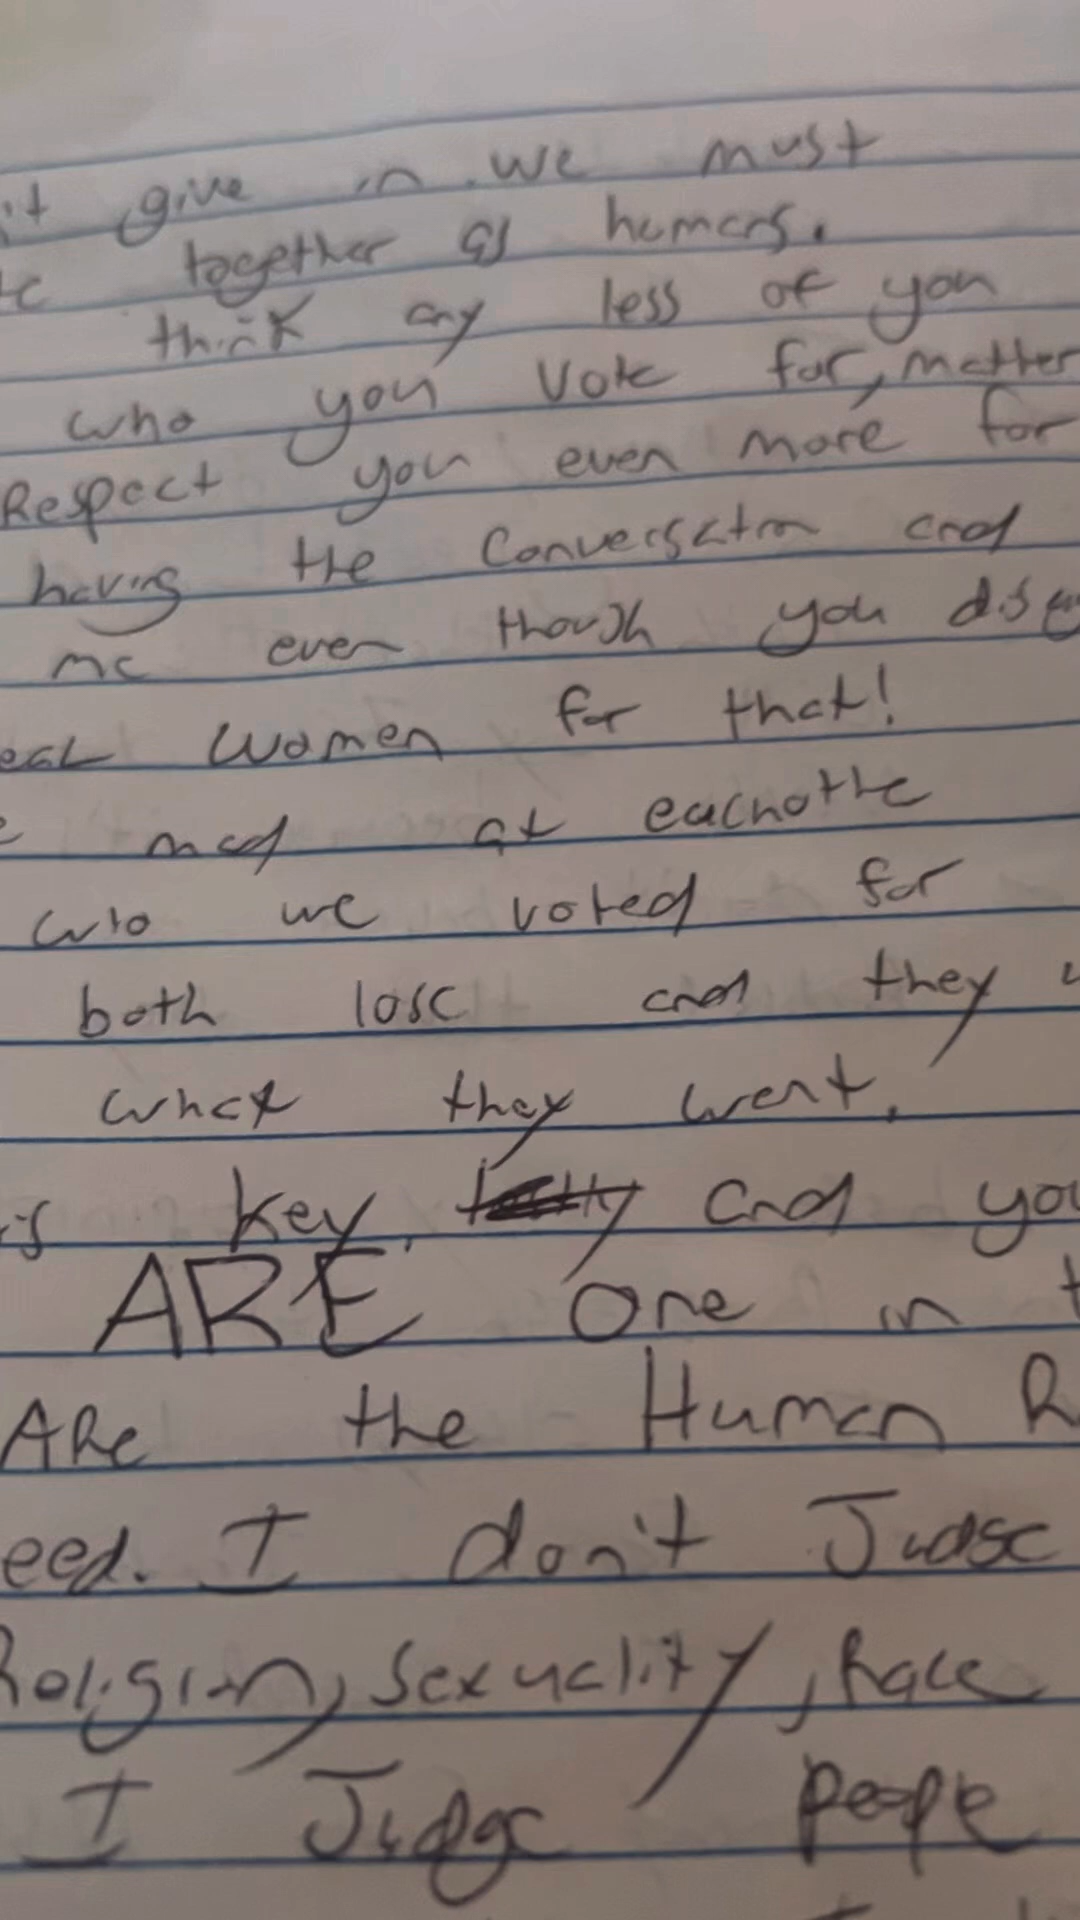 give in. we must
together as humans.
think any less of you
who you vote for, matter
Respect you even more for
having the Conversation and
me even though you
women for that!
mad at eachothe
who we voted for
both lose and they
what they want.
is key. and you
ARE One in
ARe the Human R
eed. I don't Judge
Religion, Sexuality, Race
I Judge people